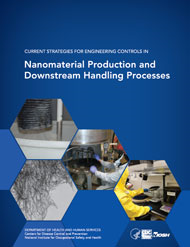 CURRENT STRATEGIES FOR ENGINEERING CONTROLS IN
Nanomaterial Production and
Downstream Handling Processes
DEPARTMENT OF HEALTH AND HUMAN SERVICES
Centers for Disease Control and Prevention
National Institute for Occupational Safety and Health
CDC
NIOSH